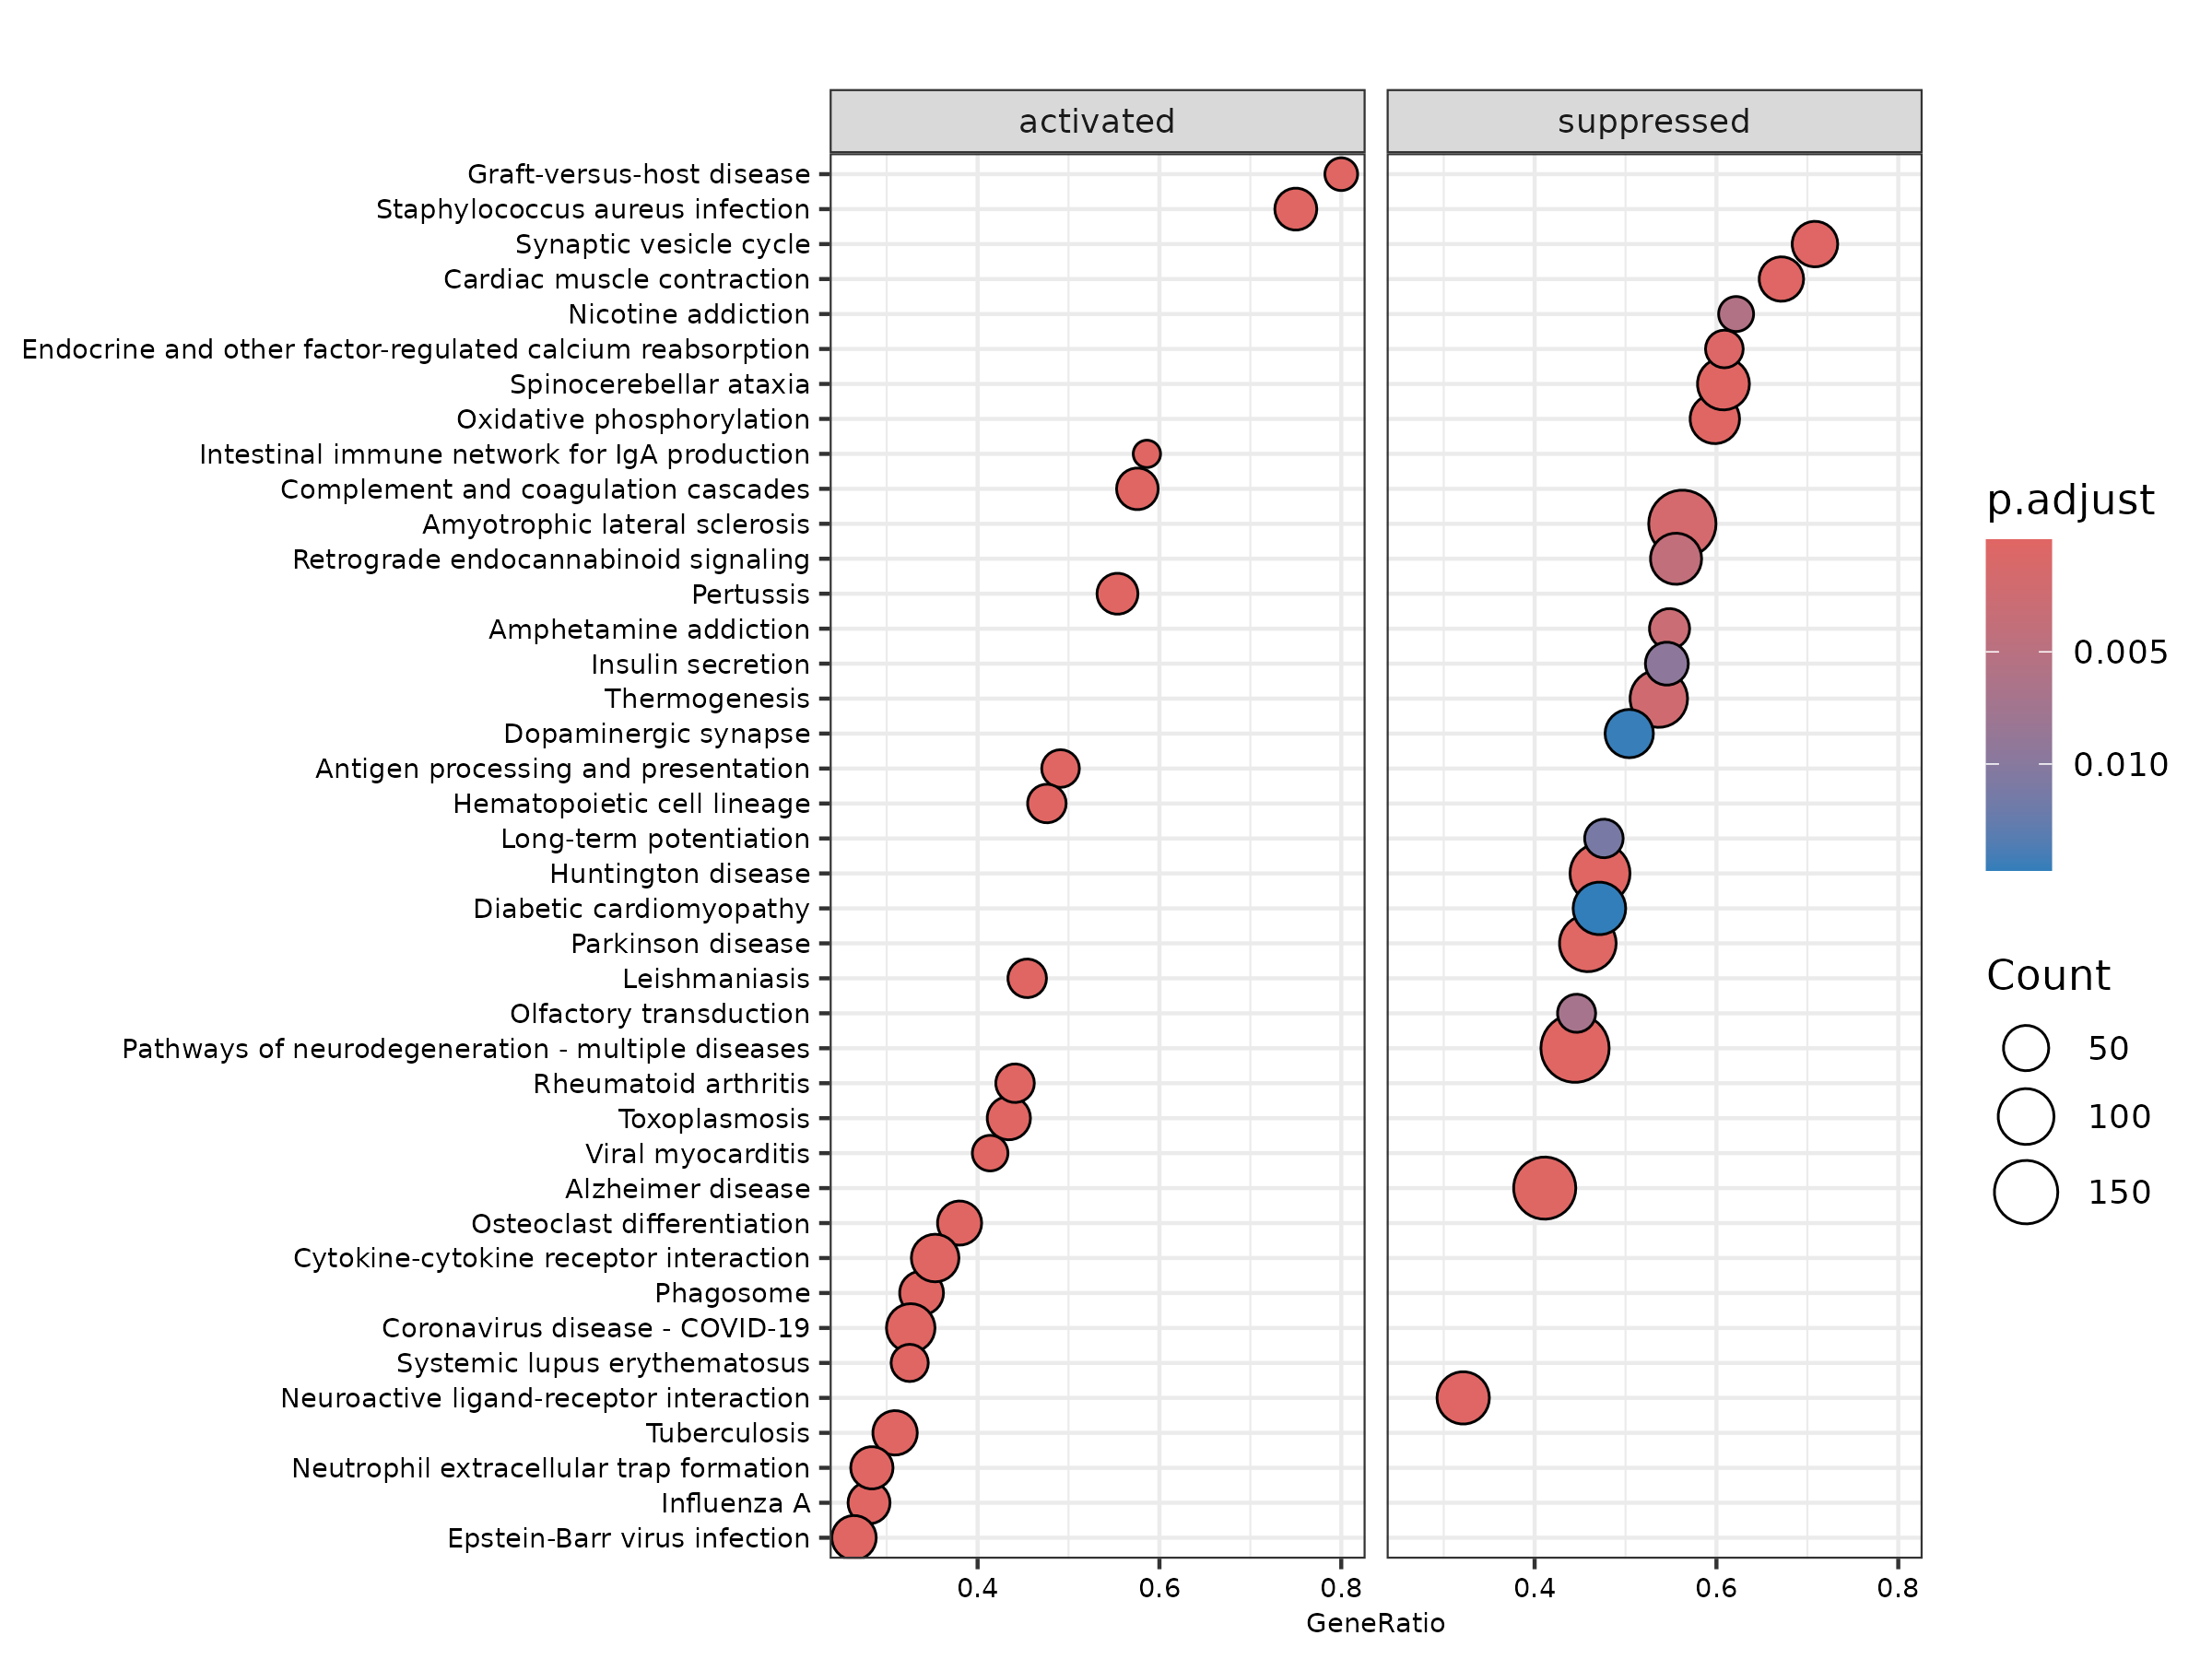 activated
suppressed
Graft-versus-host disease
Staphylococcus aureus infection
Synaptic vesicle cycle
Cardiac muscle contraction
Nicotine addiction
Endocrine and other factor-regulated calcium reabsorption
Spinocerebellar ataxia
Oxidative phosphorylation
Intestinal immune network for IgA production
Complement and coagulation cascades
Amyotrophic lateral sclerosis
Retrograde endocannabinoid signaling
Pertussis
Amphetamine addiction
Insulin secretion
Thermogenesis
Dopaminergic synapse
Antigen processing and presentation
Hematopoietic cell lineage
Long-term potentiation
Huntington disease
Diabetic cardiomyopathy
Parkinson disease
Leishmaniasis
Olfactory transduction
Pathways of neurodegeneration - multiple diseases
Rheumatoid arthritis
Toxoplasmosis
Viral myocarditis
Alzheimer disease
Osteoclast differentiation
Cytokine-cytokine receptor interaction
Phagosome
Coronavirus disease - COVID-19
Systemic lupus erythematosus
Neuroactive ligand-receptor interaction
Tuberculosis
Neutrophil extracellular trap formation
Influenza A
Epstein-Barr virus infection
0.4 0.6 0.8
0.4 0.6 0.8
GeneRatio
p.adjust
0.005
0.010
Count
50
100
150